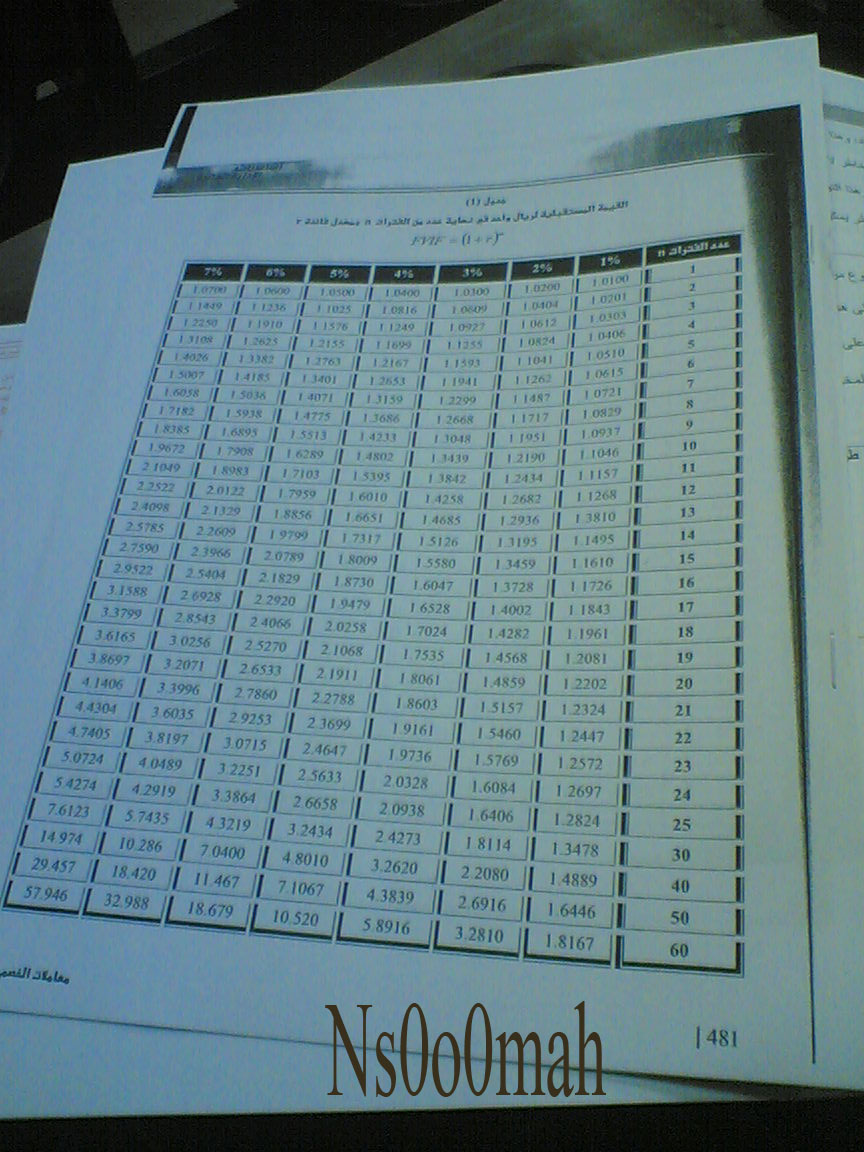 جدول (1)
القيمة المستقبلية لريال واحد في نهاية عدد من الفترات n وبمعدل فائدة r
FVIF = (1+r)ⁿ
عدد الفترات n 1% 2% 3% 4% 5% 6% 7%
1 1.0100 1.0200 1.0300 1.0400 1.0500 1.0600 1.0700
2 1.0201 1.0404 1.0609 1.0816 1.1025 1.1236 1.1449
3 1.0303 1.0612 1.0927 1.1249 1.1576 1.1910 1.2250
4 1.0406 1.0824 1.1255 1.1699 1.2155 1.2625 1.3108
5 1.0510 1.1041 1.1593 1.2167 1.2763 1.3382 1.4026
6 1.0615 1.1262 1.1941 1.2653 1.3401 1.4185 1.5007
7 1.0721 1.1487 1.2299 1.3159 1.4071 1.5036 1.6058
8 1.0829 1.1717 1.2668 1.3686 1.4775 1.5938 1.7182
9 1.0937 1.1951 1.3048 1.4233 1.5513 1.6895 1.8385
10 1.1046 1.2190 1.3439 1.4802 1.6289 1.7908 1.9672
11 1.1157 1.2434 1.3842 1.5395 1.7103 1.8983 2.1049
12 1.1268 1.2682 1.4258 1.6010 1.7959 2.0122 2.2522
13 1.3810 1.2936 1.4685 1.6651 1.8856 2.1329 2.4098
14 1.1495 1.3195 1.5126 1.7317 1.9799 2.2609 2.5785
15 1.1610 1.3459 1.5580 1.8009 2.0789 2.3966 2.7590
16 1.1726 1.3728 1.6047 1.8730 2.1829 2.5404 2.9522
17 1.1843 1.4002 1.6528 1.9479 2.2920 2.6928 3.1588
18 1.1961 1.4282 1.7024 2.0258 2.4066 2.8543 3.3799
19 1.2081 1.4568 1.7535 2.1068 2.5270 3.0256 3.6165
20 1.2202 1.4859 1.8061 2.1911 2.6533 3.2071 3.8697
21 1.2324 1.5157 1.8603 2.2788 2.7860 3.3996 4.1406
22 1.2447 1.5460 1.9161 2.3699 2.9253 3.6035 4.4304
23 1.2572 1.5769 1.9736 2.4647 3.0715 3.8197 4.7405
24 1.2697 1.6084 2.0328 2.5633 3.2251 4.0489 5.0724
25 1.2824 1.6406 2.0938 2.6658 3.3864 4.2919 5.4274
30 1.3478 1.8114 2.4273 3.2434 4.3219 5.7435 7.6123
40 1.4889 2.2080 3.2620 4.8010 7.0400 10.286 14.974
50 1.6446 2.6916 4.3839 7.1067 11.467 18.420 29.457
60 1.8167 3.2810 5.8916 10.520 18.679 32.988 57.946
معاملات الخصم
| 481
Ns0o0mah